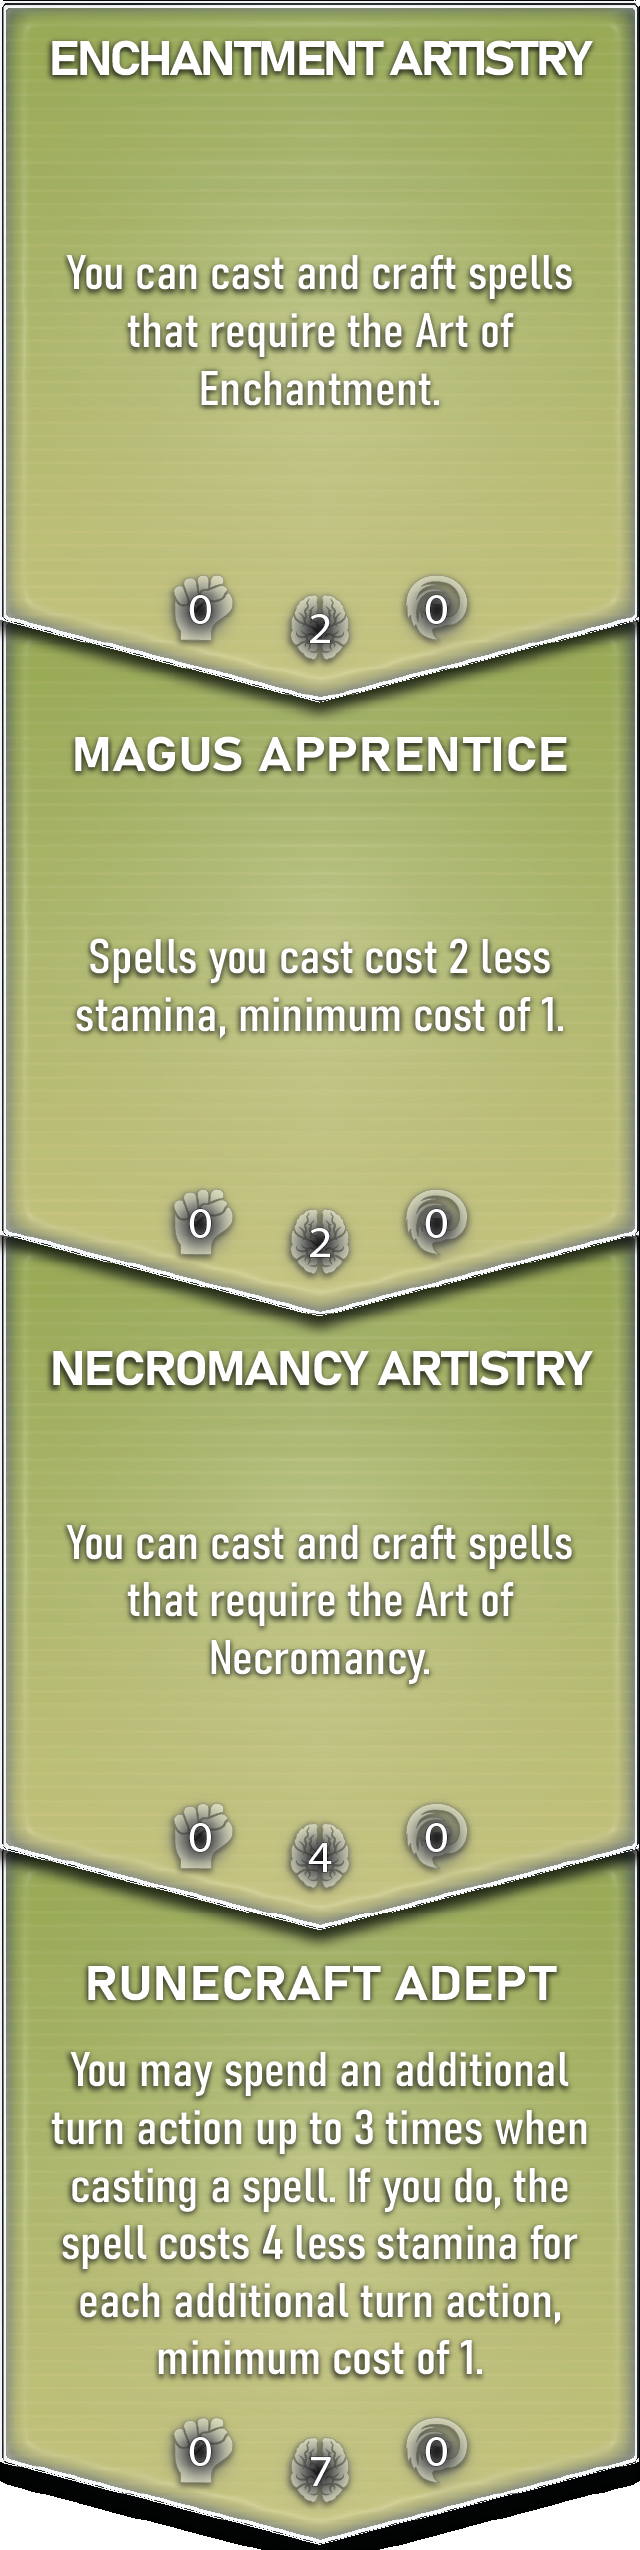 ENCHANTMENT ARTISTRY
You can cast and craft spells
that require the Art of
Enchantment.
0 2 0
MAGUS APPRENTICE
Spells you cast cost 2 less
stamina, minimum cost of 1.
0 2 0
NECROMANCY ARTISTRY
You can cast and craft spells
that require the Art of
Necromancy.
0 4 0
RUNECRAFT ADEPT
You may spend an additional
turn action up to 3 times when
casting a spell. If you do, the
spell costs 4 less stamina for
each additional turn action,
minimum cost of 1.
0 7 0